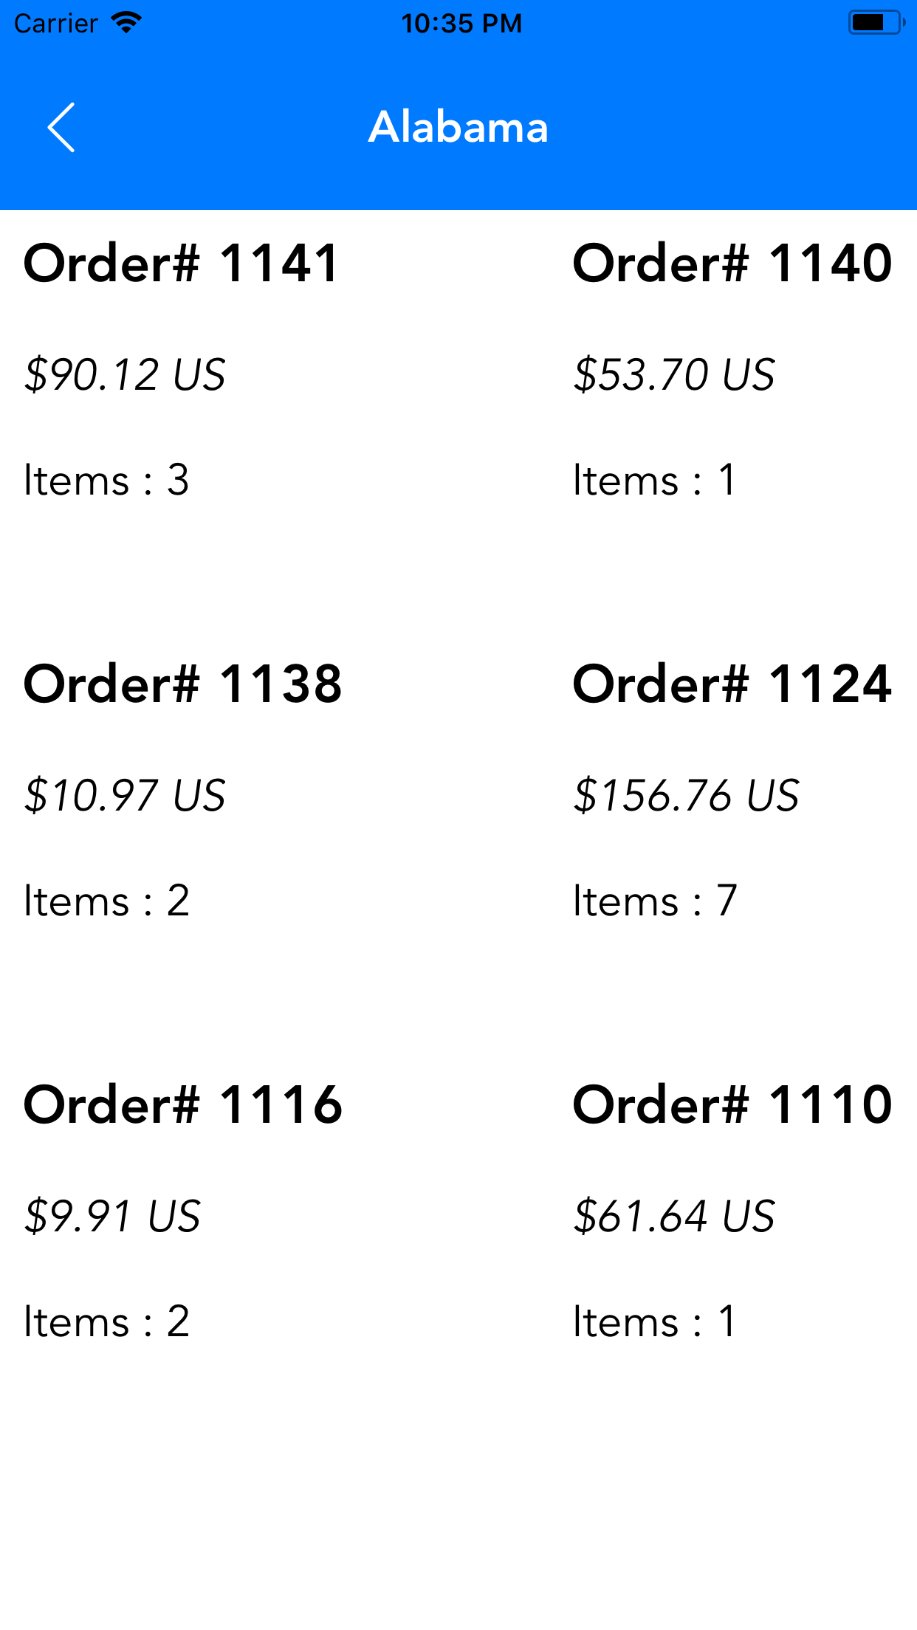 Carrier 10:35 PM
Alabama
Order# 1141
$90.12 US
Items : 3
Order# 1140
$53.70 US
Items : 1
Order# 1138
$10.97 US
Items : 2
Order# 1124
$156.76 US
Items : 7
Order# 1116
$9.91 US
Items : 2
Order# 1110
$61.64 US
Items : 1